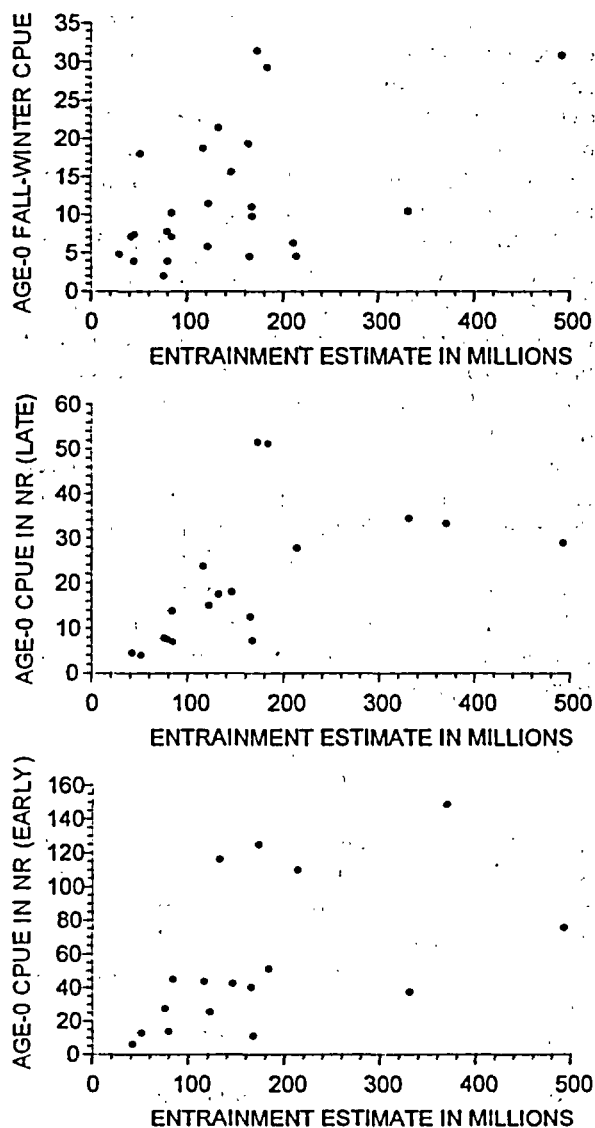 AGE-0 FALL-WINTER CPUE
35
30
25
20
15
10
5
0
0 100 200 300 400 500
ENTRAINMENT ESTIMATE IN MILLIONS
AGE-0 CPUE IN NR (LATE)
60
50
40
30
20
10
0
0 100 200 300 400 500
ENTRAINMENT ESTIMATE IN MILLIONS
AGE-0 CPUE IN NR (EARLY)
160
140
120
100
80
60
40
20
0
0 100 200 300 400 500
ENTRAINMENT ESTIMATE IN MILLIONS